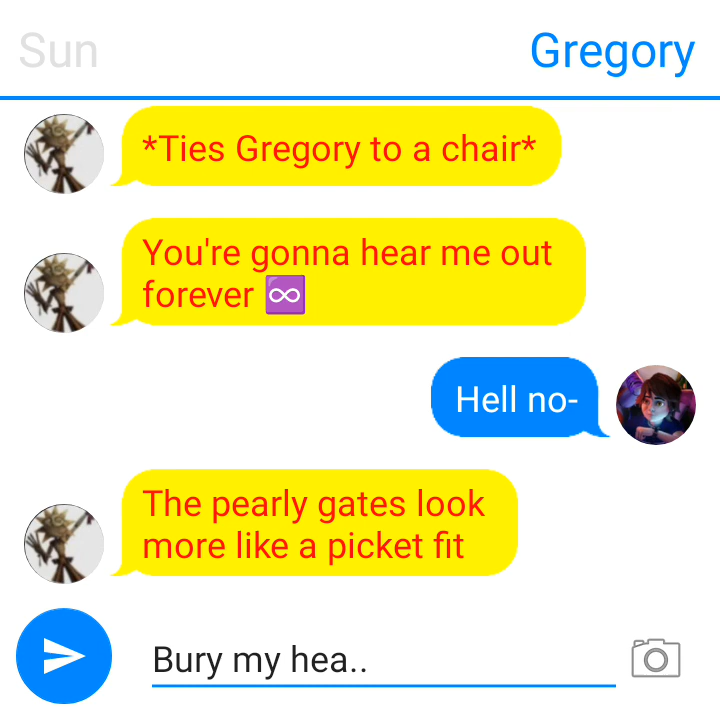 Sun
Gregory
*Ties Gregory to a chair*
You're gonna hear me out
forever ♾️
Hell no-
The pearly gates look
more like a picket fit
Bury my hea..